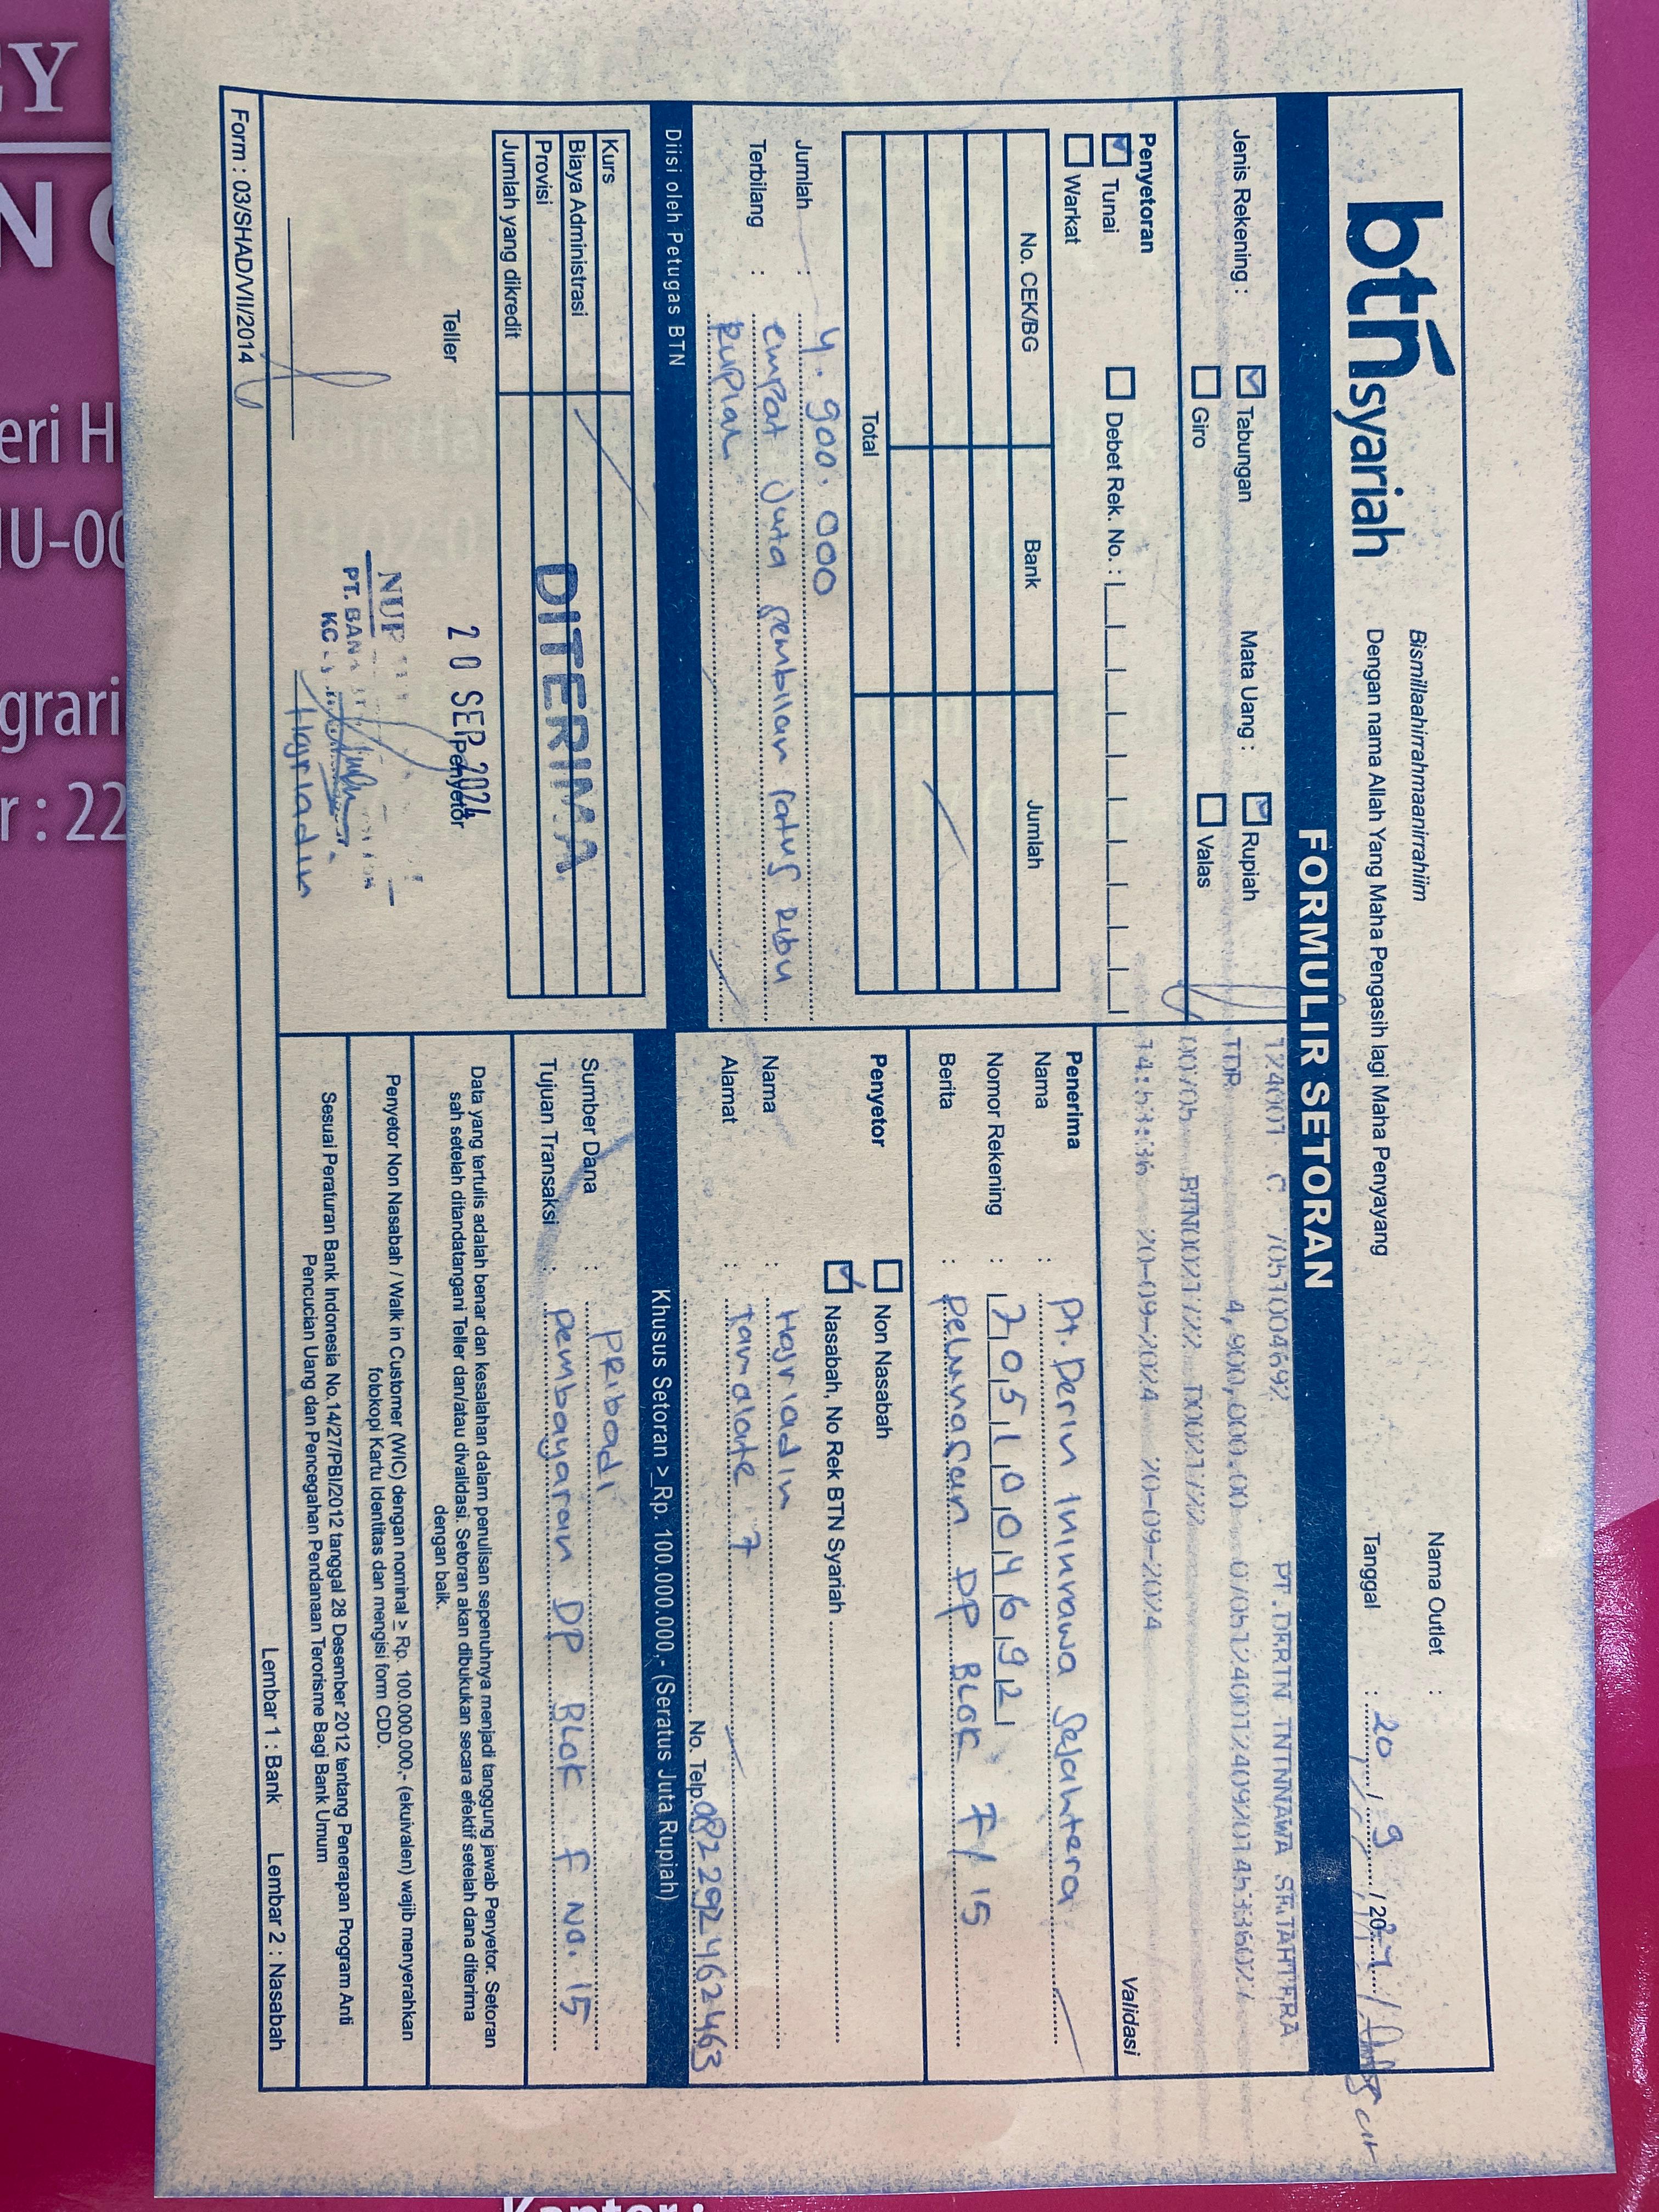 btn syariah
Bismillaahirrahmaanirrahiim
Dengan nama Allah Yang Maha Pengasih lagi Maha Penyayang
Nama Outlet :
Tanggal : 20 / 9 / 2024
FORMULIR SETORAN
Jenis Rekening : Tabungan
Giro
Mata Uang : Rupiah
Valas
124001 C 7051004692 PT.DERIN ININNAWA SEJAHTERA
TDR 4,900,000.00
00705 BTN0021722 T0021722
14:53:36 20-09-2024 20-09-2024
Validasi
Penyetoran
Tunai
Debet Rek. No. :
Warkat
No. CEK/BG Bank Jumlah
Total
Jumlah : 4.900.000
Terbilang : empat Juta sembilan ratus Ribu
Rupiah
Penerima
Nama : Pt. Derin Ininnawa Sejahtera
Nomor Rekening : 7051004692
Berita : pelunasan DP BLOK F/15
Penyetor
Non Nasabah
Nasabah, No Rek BTN Syariah
Nama : Hasriadin
Alamat : Tamalate 7
No. Telp. 082292462463
Diisi oleh Petugas BTN
Kurs
Biaya Administrasi
Provisi
Jumlah yang dikredit
DITERIMA
Teller
20 SEP 2024
Penyetor
PT. BAN
KC
Hasriadin
Khusus Setoran ≥ Rp. 100.000.000,- (Seratus Juta Rupiah)
Sumber Dana : PRibadi
Tujuan Transaksi : pembayaran DP BLOK F NO. 15
Data yang tertulis adalah benar dan kesalahan dalam penulisan sepenuhnya menjadi tanggung jawab Penyetor. Setoran
sah setelah ditandatangani Teller dan/atau divalidasi. Setoran akan dibukukan secara efektif setelah dana diterima
dengan baik.
Penyetor Non Nasabah / Walk in Customer (WIC) dengan nominal ≥ Rp. 100.000.000,- (ekuivalen) wajib menyerahkan
fotokopi Kartu Identitas dan mengisi form CDD.
Sesuai Peraturan Bank Indonesia No.14/27/PBI/2012 tanggal 28 Desember 2012 tentang Penerapan Program Anti
Pencucian Uang dan Pencegahan Pendanaan Terorisme Bagi Bank Umum
Form : 03/SHAD/VII/2014
Lembar 1 : Bank Lembar 2 : Nasabah